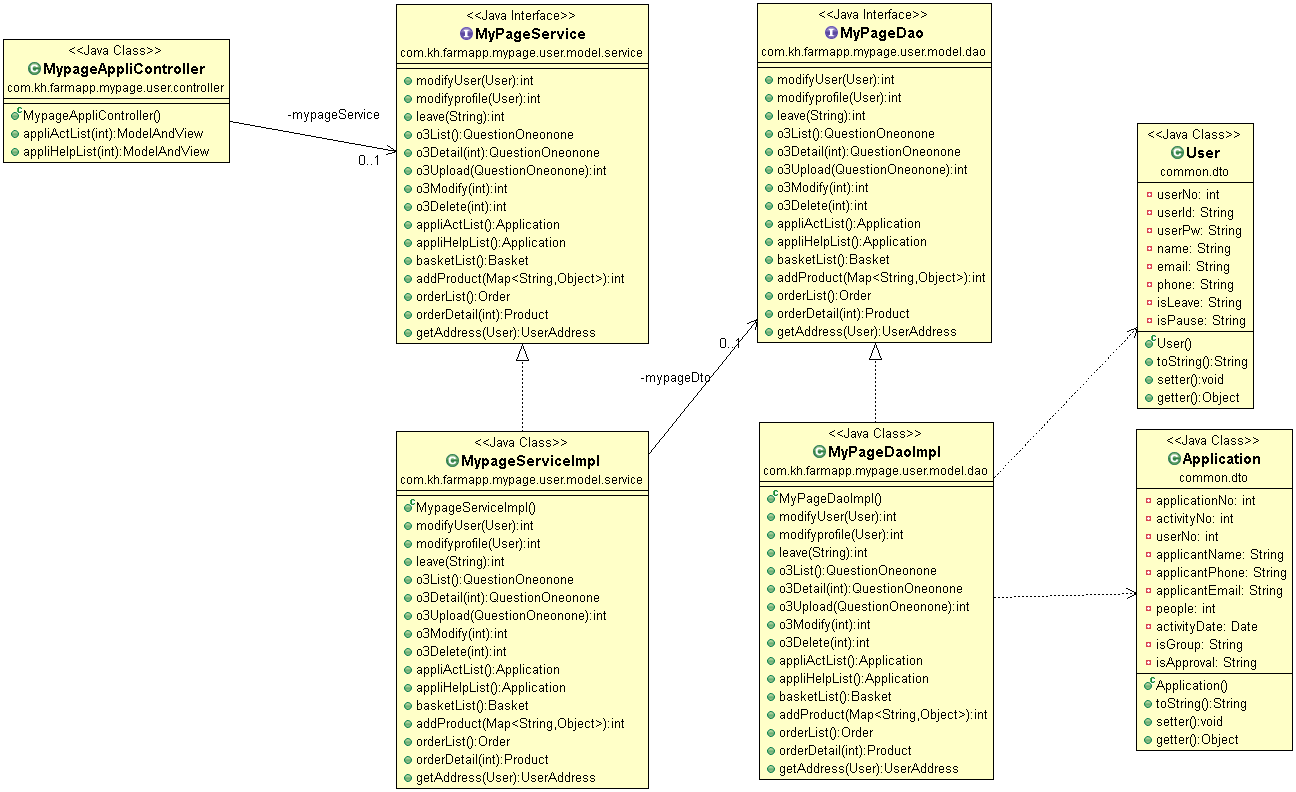 <<Java Class>>
MypageAppliController
com.kh.farmapp.mypage.user.controller
MypageAppliController()
appliActList(int):ModelAndView
appliHelpList(int):ModelAndView
-mypageService
0..1
<<Java Interface>>
MyPageService
com.kh.farmapp.mypage.user.model.service
modifyUser(User):int
modifyprofile(User):int
leave(String):int
o3List():QuestionOneonone
o3Detail(int):QuestionOneonone
o3Upload(QuestionOneonone):int
o3Modify(int):int
o3Delete(int):int
appliActList():Application
appliHelpList():Application
basketList():Basket
addProduct(Map<String,Object>):int
orderList():Order
orderDetail(int):Product
getAddress(User):UserAddress
<<Java Interface>>
MyPageDao
com.kh.farmapp.mypage.user.model.dao
modifyUser(User):int
modifyprofile(User):int
leave(String):int
o3List():QuestionOneonone
o3Detail(int):QuestionOneonone
o3Upload(QuestionOneonone):int
o3Modify(int):int
o3Delete(int):int
appliActList():Application
appliHelpList():Application
basketList():Basket
addProduct(Map<String,Object>):int
orderList():Order
orderDetail(int):Product
getAddress(User):UserAddress
0..1
-mypageDto
<<Java Class>>
User
common.dto
userNo: int
userId: String
userPw: String
name: String
email: String
phone: String
isLeave: String
isPause: String
User()
toString():String
setter():void
getter():Object
<<Java Class>>
MypageServiceImpl
com.kh.farmapp.mypage.user.model.service
MypageServiceImpl()
modifyUser(User):int
modifyprofile(User):int
leave(String):int
o3List():QuestionOneonone
o3Detail(int):QuestionOneonone
o3Upload(QuestionOneonone):int
o3Modify(int):int
o3Delete(int):int
appliActList():Application
appliHelpList():Application
basketList():Basket
addProduct(Map<String,Object>):int
orderList():Order
orderDetail(int):Product
getAddress(User):UserAddress
<<Java Class>>
MyPageDaoImpl
com.kh.farmapp.mypage.user.model.dao
MyPageDaoImpl()
modifyUser(User):int
modifyprofile(User):int
leave(String):int
o3List():QuestionOneonone
o3Detail(int):QuestionOneonone
o3Upload(QuestionOneonone):int
o3Modify(int):int
o3Delete(int):int
appliActList():Application
appliHelpList():Application
basketList():Basket
addProduct(Map<String,Object>):int
orderList():Order
orderDetail(int):Product
getAddress(User):UserAddress
<<Java Class>>
Application
common.dto
applicationNo: int
activityNo: int
userNo: int
applicantName: String
applicantPhone: String
applicantEmail: String
people: int
activityDate: Date
isGroup: String
isApproval: String
Application()
toString():String
setter():void
getter():Object